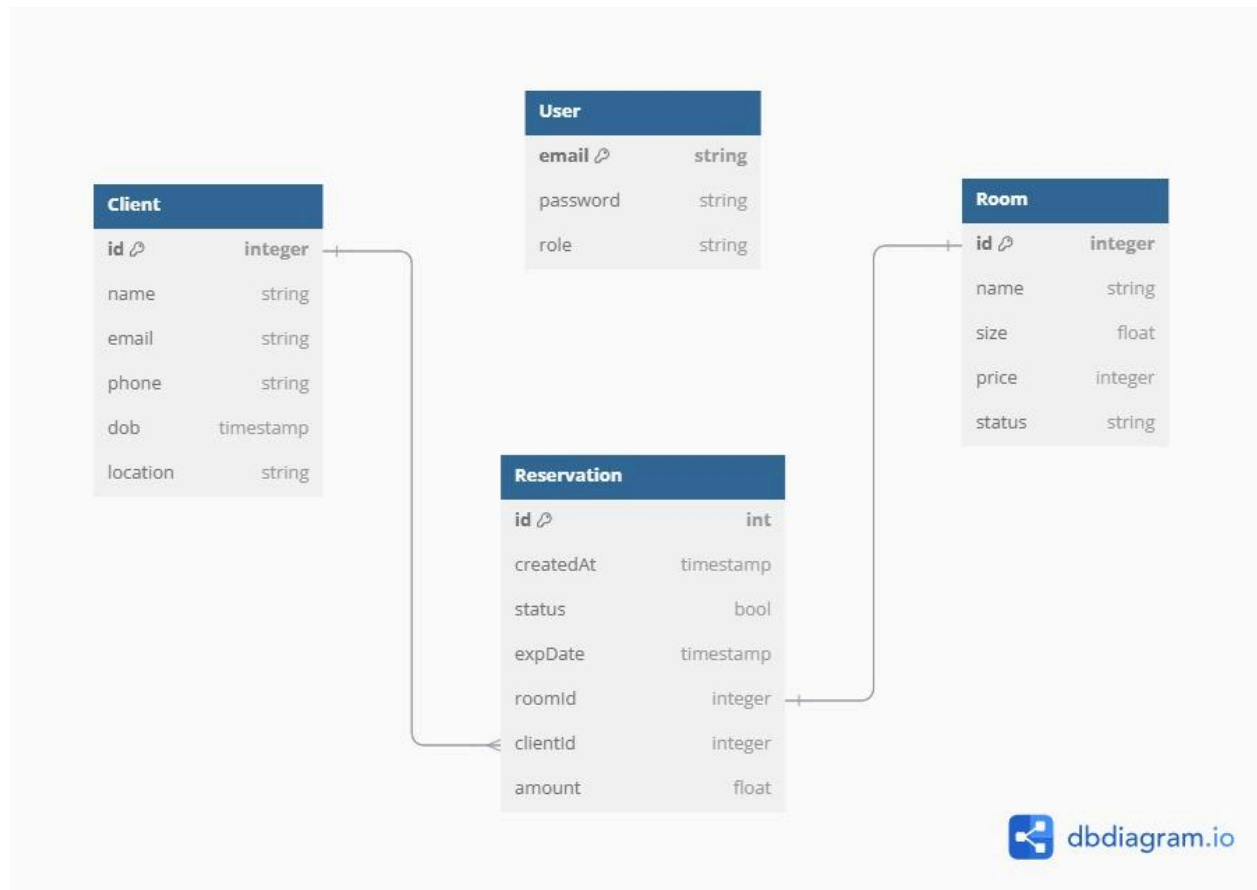 User
email string
password string
role string
Client
id integer
name string
email string
phone string
dob timestamp
location string
Room
id integer
name string
size float
price integer
status string
Reservation
id int
createdAt timestamp
status bool
expDate timestamp
roomId integer
clientId integer
amount float
dbdiagram.io